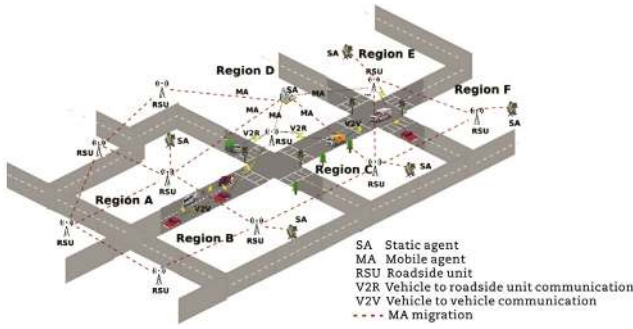 Region E
SA
RSU
Region D
Region F
SA
RSU
MA
MA
SA
MA
MA
RSU
V2R
V2R
RSU
V2V
RSU
SA
Region C
RSU
SA
Region A
RSU
V2V
RSU
Region B
RSU
SA
RSU
SA Static agent
MA Mobile agent
RSU Roadside unit
V2R Vehicle to roadside unit communication
V2V Vehicle to vehicle communication
MA migration